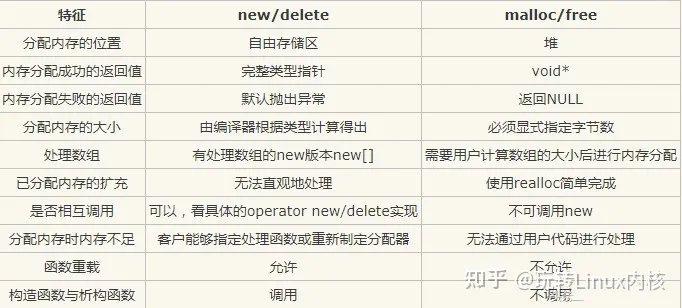 特征 new/delete malloc/free
分配内存的位置 自由存储区 堆
内存分配成功的返回值 完整类型指针 void*
内存分配失败的返回值 默认抛出异常 返回NULL
分配内存的大小 由编译器根据类型计算得出 必须显式指定字节数
处理数组 有处理数组的new版本new[] 需要用户计算数组的大小后进行内存分配
已分配内存的扩充 无法直观地处理 使用realloc简单完成
是否相互调用 可以，看具体的operator new/delete实现 不可调用new
分配内存时内存不足 客户能够指定处理函数或重新制定分配器 无法通过用户代码进行处理
函数重载 允许 不允许
构造函数与析构函数 调用 不调用
知乎 @玩转Linux内核